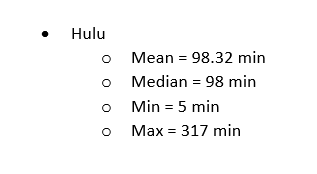 • Hulu
o Mean = 98.32 min
o Median = 98 min
o Min = 5 min
o Max = 317 min